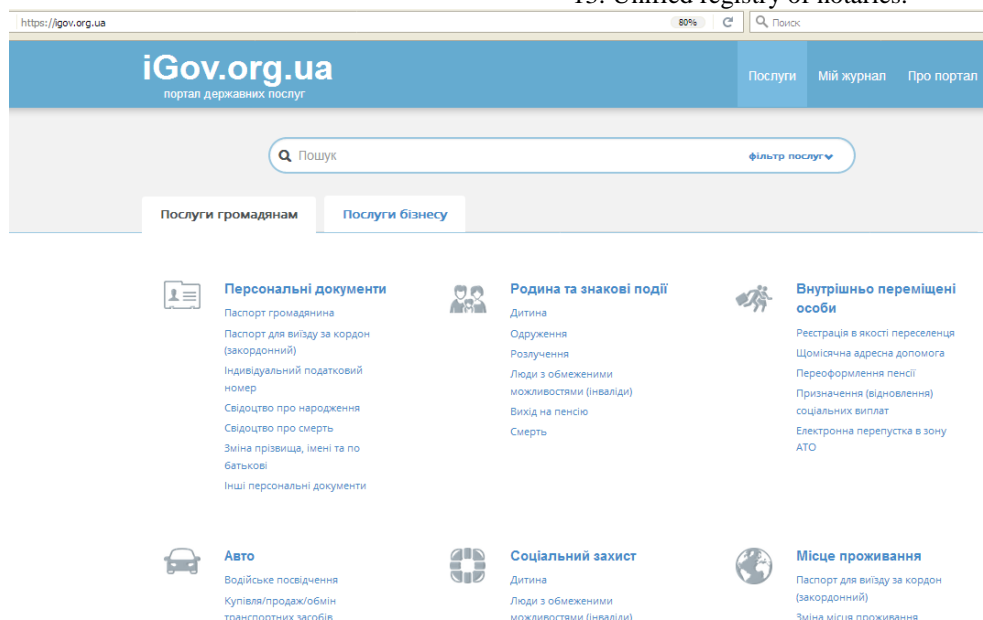 15. Unified registry of notaries.
https://igov.org.ua
80%
Поиск
iGov.org.ua
портал державних послуг
Послуги
Мій журнал
Про портал
Пошук
фільтр послуг
Послуги громадянам
Послуги бізнесу
Персональні документи
Паспорт громадянина
Паспорт для виїзду за кордон
(закордонний)
Індивідуальний податковий
номер
Свідоцтво про народження
Свідоцтво про смерть
Зміна прізвища, імені та по
батькові
Інші персональні документи
Родина та знакові події
Дитина
Одруження
Розлучення
Люди з обмеженими
можливостями (інваліди)
Вихід на пенсію
Смерть
Внутрішньо переміщені
особи
Реєстрація в якості переселенця
Щомісячна адресна допомога
Переоформлення пенсії
Призначення (відновлення)
соціальних виплат
Електронна перепустка в зону
АТО
Авто
Водійське посвідчення
Купівля/продаж/обмін
транспортних засобів
Соціальний захист
Дитина
Люди з обмеженими
можливостями (інваліди)
Місце проживання
Паспорт для виїзду за кордон
(закордонний)
Зміна місця проживання